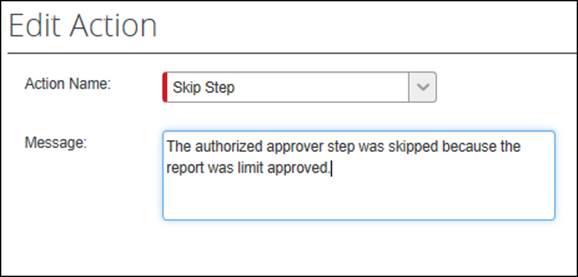 Edit Action
Action Name: Skip Step
Message: The authorized approver step was skipped because the
report was limit approved.